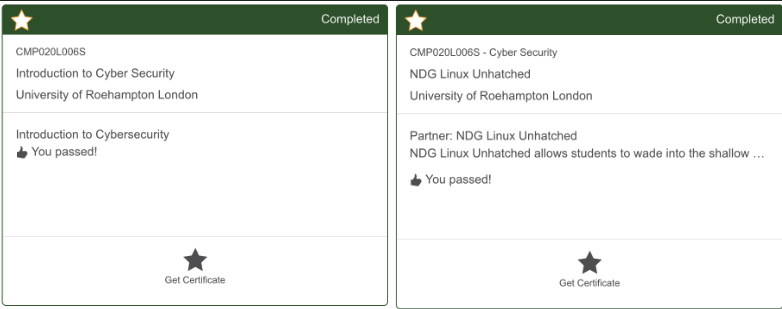 Completed
CMP020L006S
Introduction to Cyber Security
University of Roehampton London
Introduction to Cybersecurity
You passed!
Get Certificate
Completed
CMP020L006S - Cyber Security
NDG Linux Unhatched
University of Roehampton London
Partner: NDG Linux Unhatched
NDG Linux Unhatched allows students to wade into the shallow …
You passed!
Get Certificate